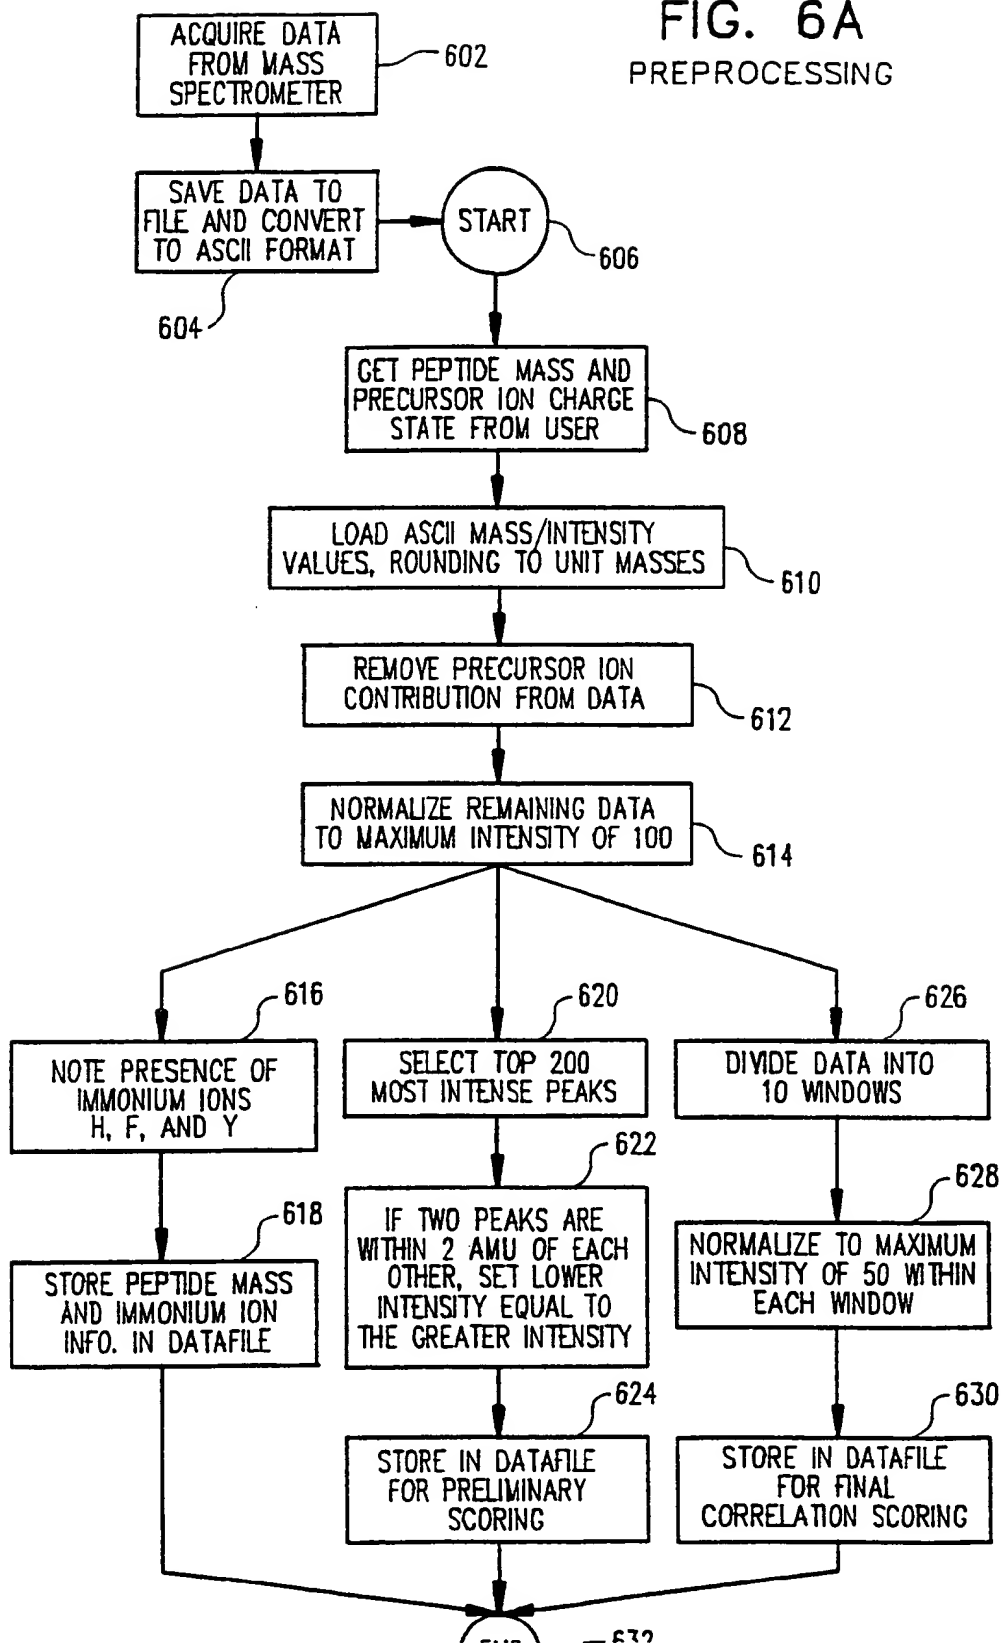 FIG. 6A
PREPROCESSING
ACQUIRE DATA
FROM MASS
SPECTROMETER
602
SAVE DATA TO
FILE AND CONVERT
TO ASCII FORMAT
604
START
606
GET PEPTIDE MASS AND
PRECURSOR ION CHARGE
STATE FROM USER
608
LOAD ASCII MASS/INTENSITY
VALUES, ROUNDING TO UNIT MASSES
610
REMOVE PRECURSOR ION
CONTRIBUTION FROM DATA
612
NORMALIZE REMAINING DATA
TO MAXIMUM INTENSITY OF 100
614
616
NOTE PRESENCE OF
IMMONIUM IONS
H, F, AND Y
618
STORE PEPTIDE MASS
AND IMMONIUM ION
INFO. IN DATAFILE
620
SELECT TOP 200
MOST INTENSE PEAKS
622
IF TWO PEAKS ARE
WITHIN 2 AMU OF EACH
OTHER, SET LOWER
INTENSITY EQUAL TO
THE GREATER INTENSITY
624
STORE IN DATAFILE
FOR PRELIMINARY
SCORING
626
DIVIDE DATA INTO
10 WINDOWS
628
NORMALIZE TO MAXIMUM
INTENSITY OF 50 WITHIN
EACH WINDOW
630
STORE IN DATAFILE
FOR FINAL
CORRELATION SCORING
632